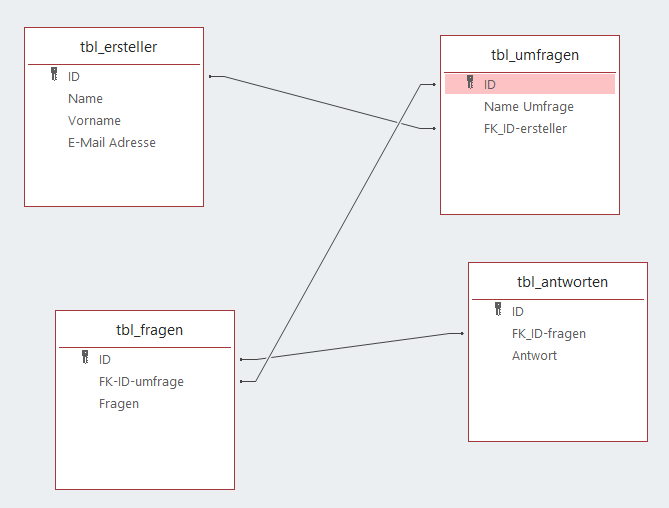 tbl_ersteller
ID
Name
Vorname
E-Mail Adresse
tbl_umfragen
ID
Name Umfrage
FK_ID-ersteller
tbl_fragen
ID
FK-ID-umfrage
Fragen
tbl_antworten
ID
FK_ID-fragen
Antwort